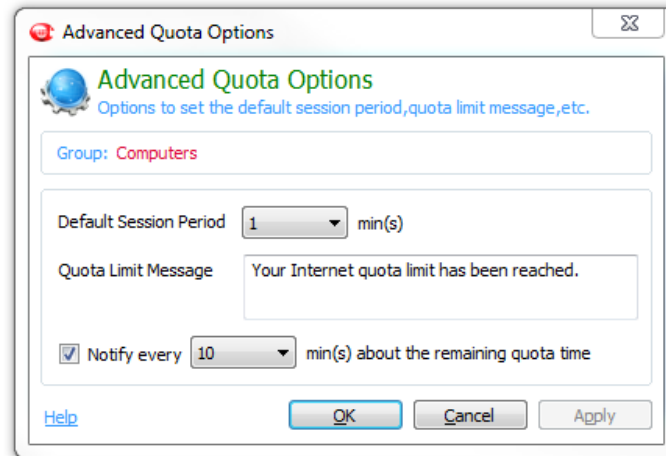 Advanced Quota Options
Advanced Quota Options
Options to set the default session period,quota limit message,etc.
Group: Computers
Default Session Period 1 min(s)
Quota Limit Message Your Internet quota limit has been reached.
Notify every 10 min(s) about the remaining quota time
Help OK Cancel Apply